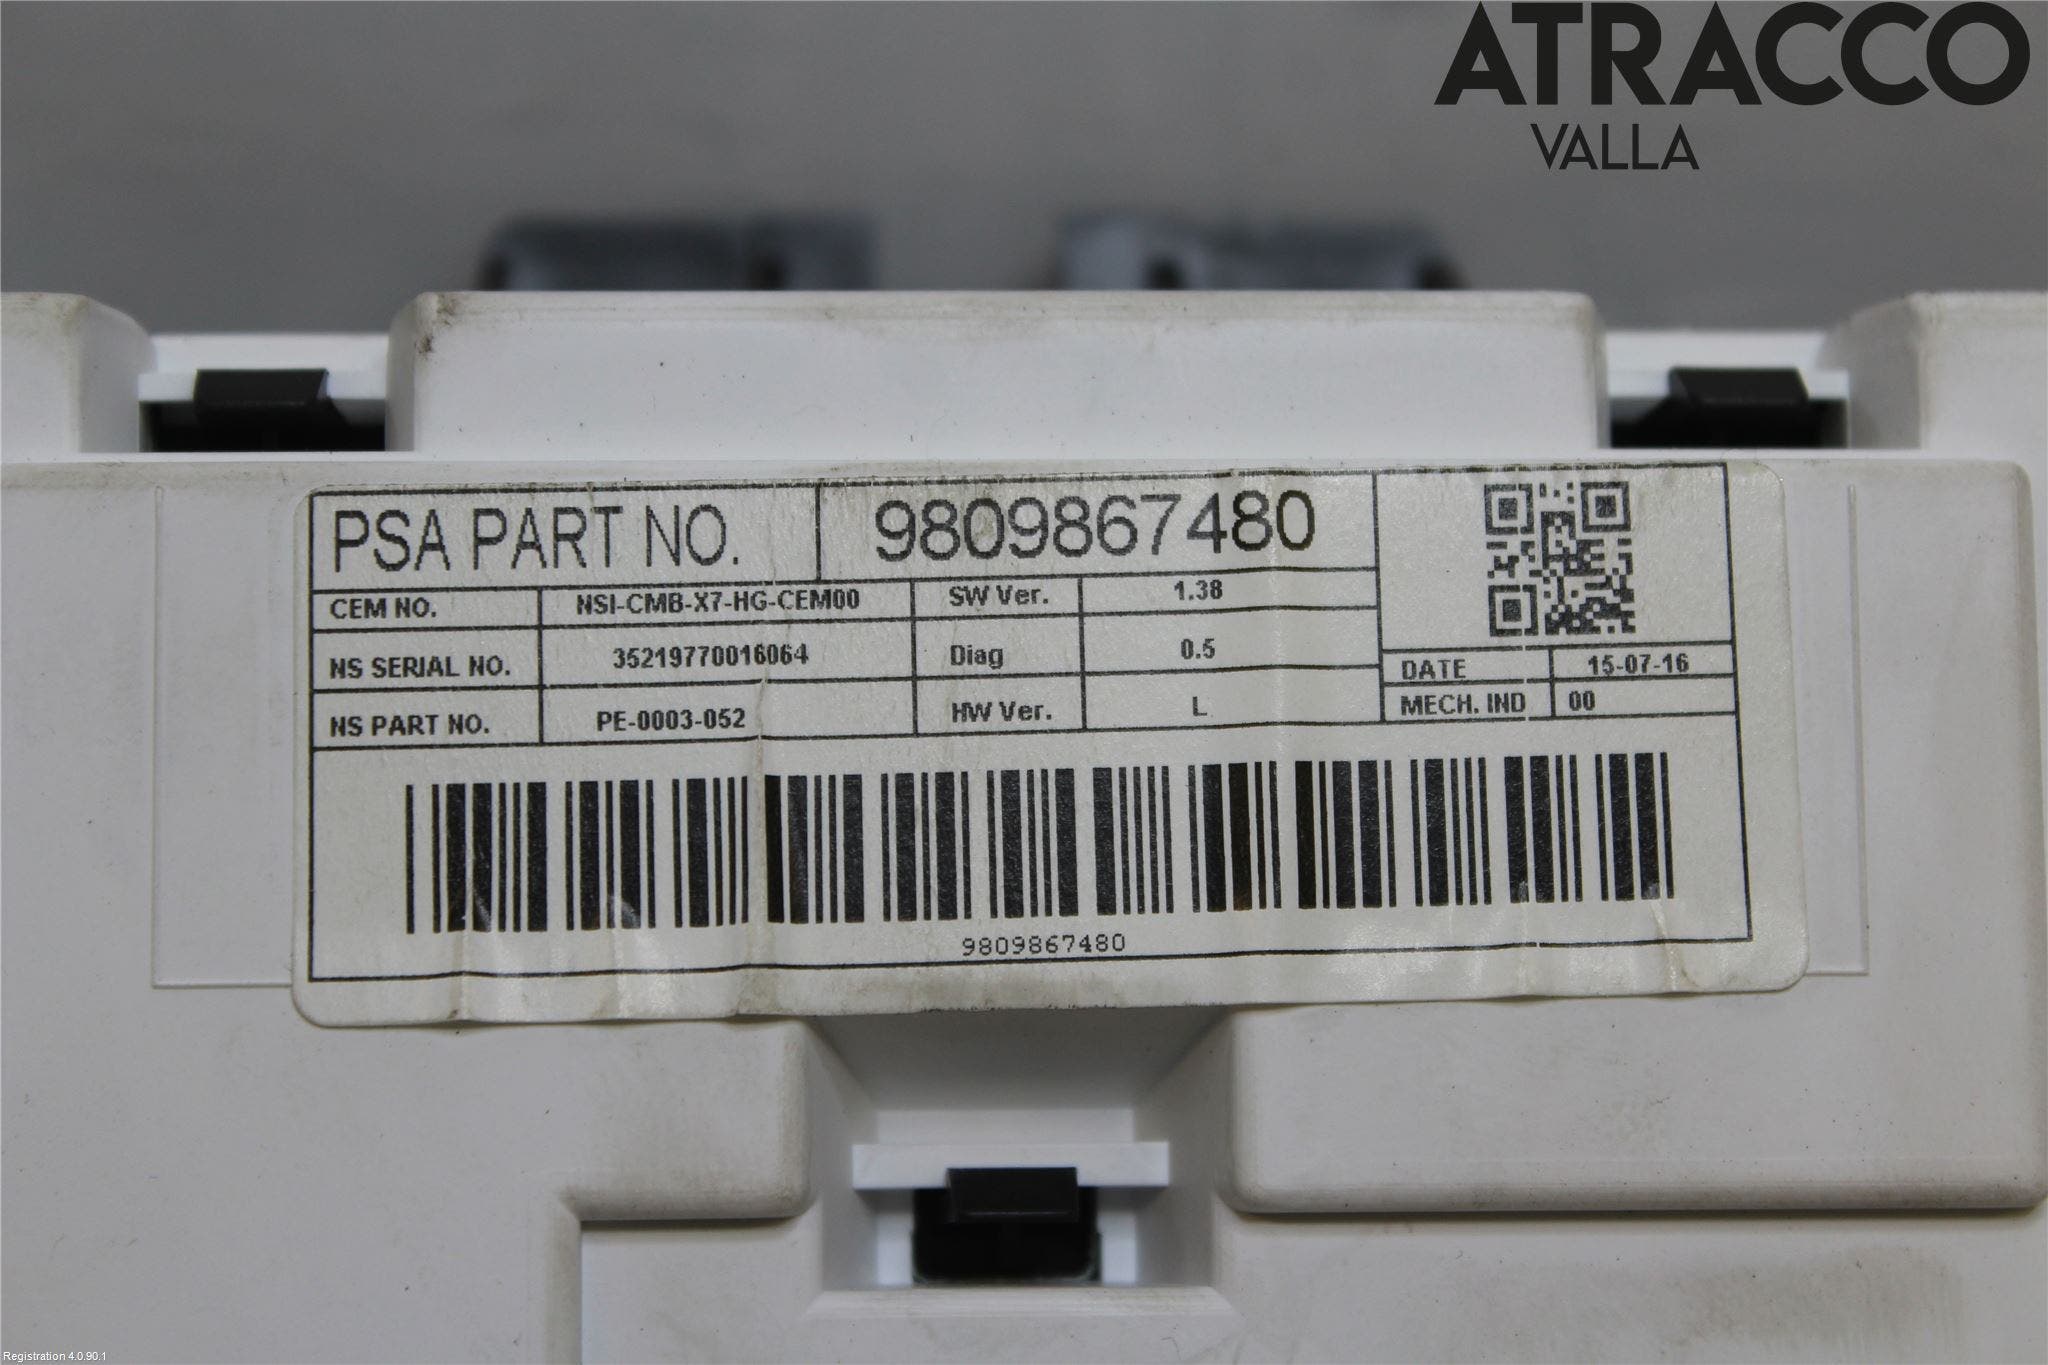 ATRACCO
VALLA
PSA PART NO. 9809867480
CEM NO. NSI-CMB-X7-HG-CEM00 SW Ver. 1.38
NS SERIAL NO. 35219770016064 Diag 0.5
DATE 15-07-16
NS PART NO. PE-0003-052 HW Ver. L
MECH. IND 00
9809867480
Registration 4.0.90.1